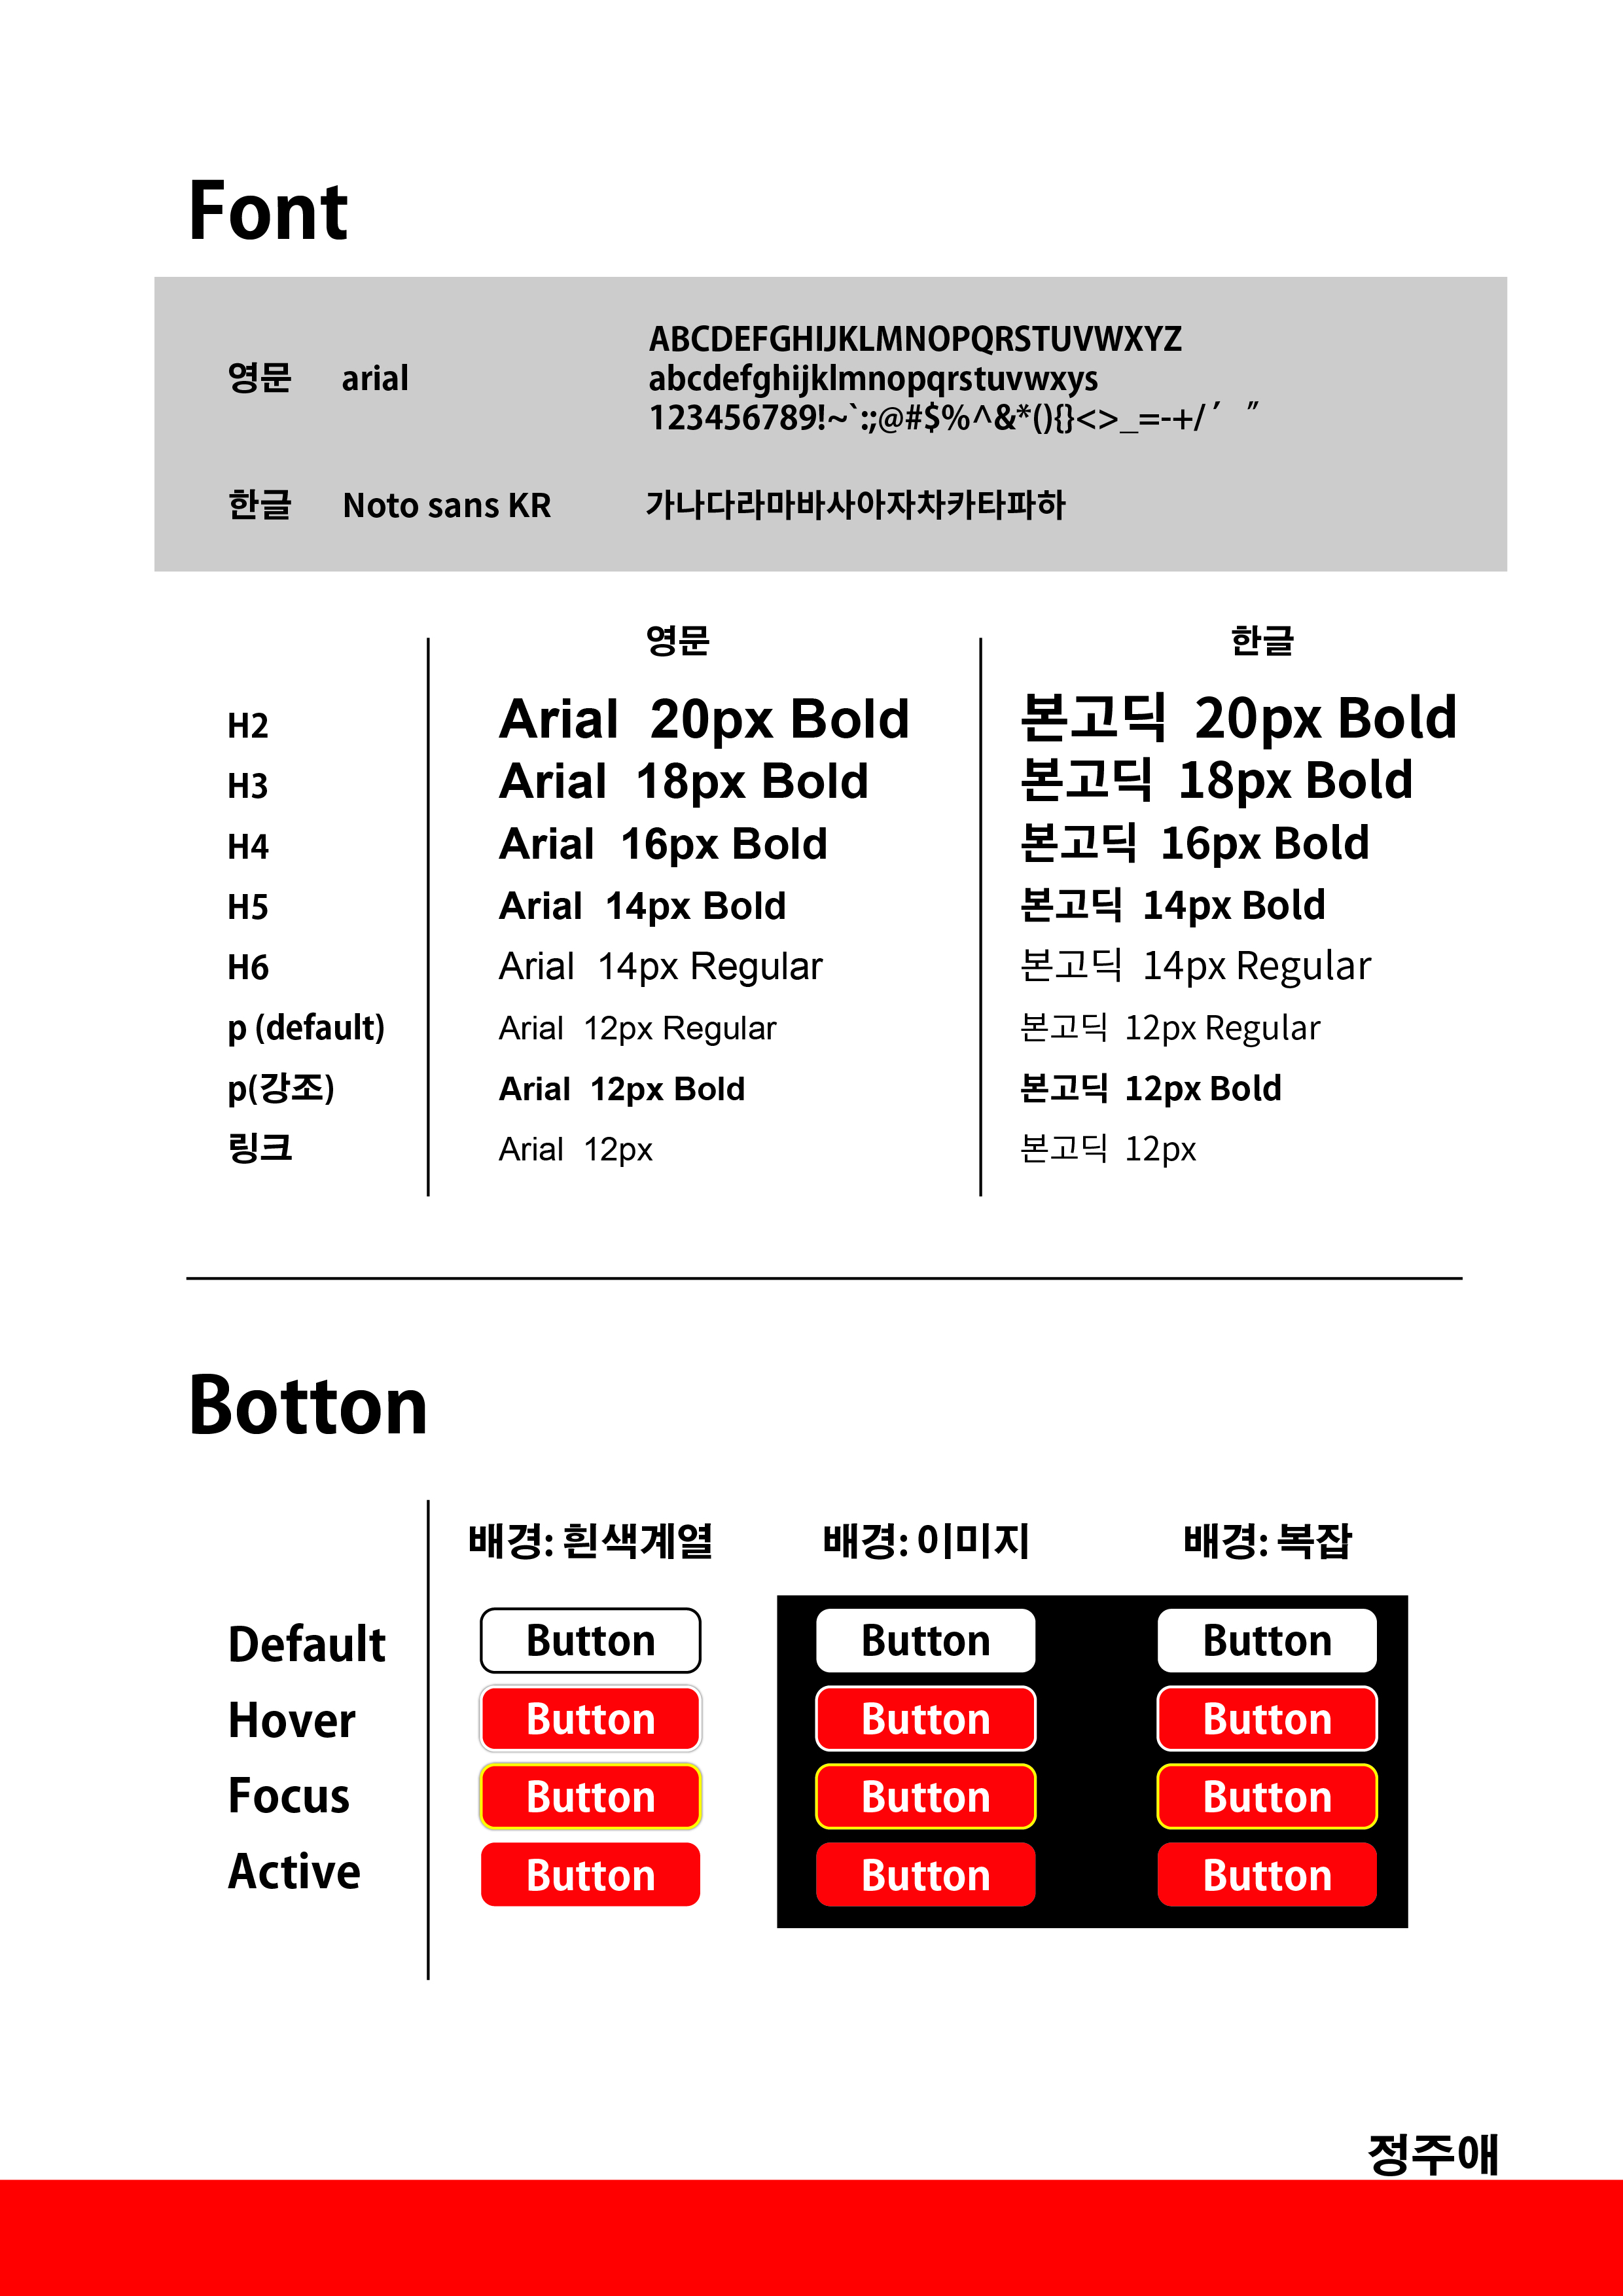 Font
영문 arial ABCDEFGHIJKLMNOPQRSTUVWXYZ
abcdefghijklmnopqrstuvwxys
123456789!~`:;@#$%^&*(){}<>_=-+/′ ″
한글 Noto sans KR 가나다라마바사아자차카타파하
영문 한글
H2 Arial 20px Bold 본고딕 20px Bold
H3 Arial 18px Bold 본고딕 18px Bold
H4 Arial 16px Bold 본고딕 16px Bold
H5 Arial 14px Bold 본고딕 14px Bold
H6 Arial 14px Regular 본고딕 14px Regular
p (default) Arial 12px Regular 본고딕 12px Regular
p(강조) Arial 12px Bold 본고딕 12px Bold
링크 Arial 12px 본고딕 12px
Botton
배경: 흰색계열 배경: 이미지 배경: 복잡
Default Button Button Button
Hover Button Button Button
Focus Button Button Button
Active Button Button Button
정주애